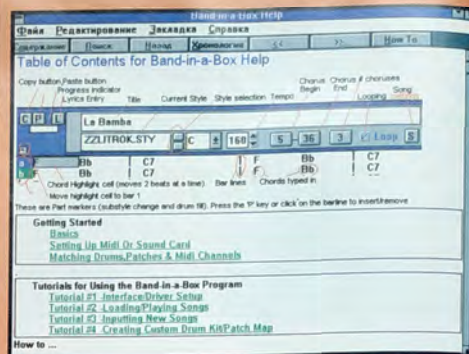 Band-in-a-Box Help
Файл Редактирование Закладка Справка
Содержание Поиск Назад Хронология << >> How To
Table of Contents for Band-in-a-Box Help
Copy button, Paste button
Progress Indicator
Lyrics Entry Title Current Style Style selection Tempo Chorus Begin Chorus End # choruses Looping Song
C P L La Bamba
ZZLITROK.STY C 160 5 - 36 3 Loop S
a F Bb C7 F Bb C7
b F Bb C7 F Bb C7
Chord Highlight cell (moves 2 beats at a time) Bar lines Chords typed in
Move highlight cell to bar 1
These are Part markers (substyle change and drum fill). Press the 'P' key or click on the barline to insert/remove
Getting Started
Basics
Setting Up Midi Or Sound Card
Matching Drums,Patches & Midi Channels
Tutorials for Using the Band-in-a-Box Program
Tutorial #1 -Interface/Driver Setup
Tutorial #2 -Loading/Playing Songs
Tutorial #3 Inputting New Songs
Tutorial #4 Creating Custom Drum Kit/Patch Map
How to ...